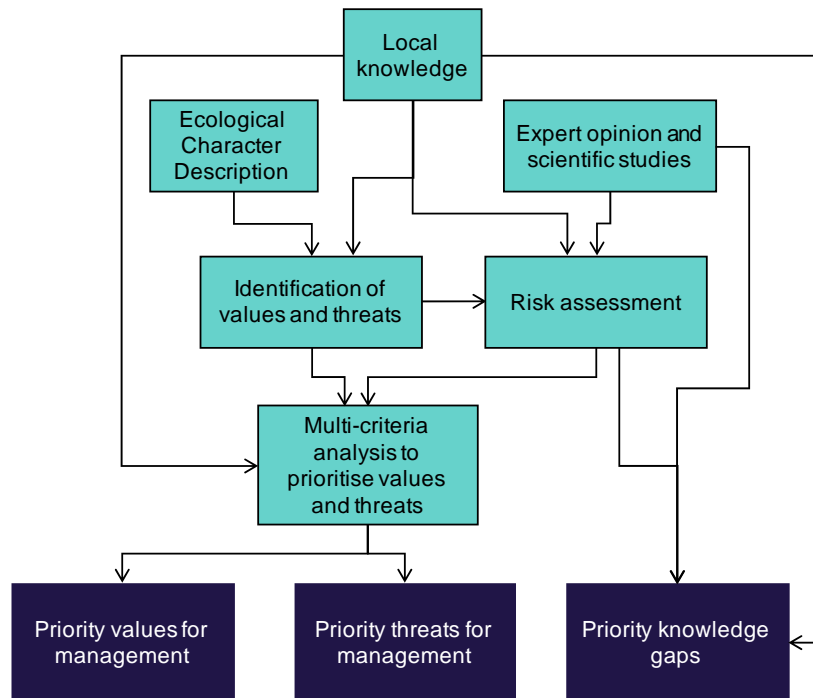 Local
knowledge
Ecological
Character
Description
Expert opinion and
scientific studies
Identification of
values and threats
Risk assessment
Multi-criteria
analysis to
prioritise values
and threats
Priority values for
management
Priority threats for
management
Priority knowledge
gaps